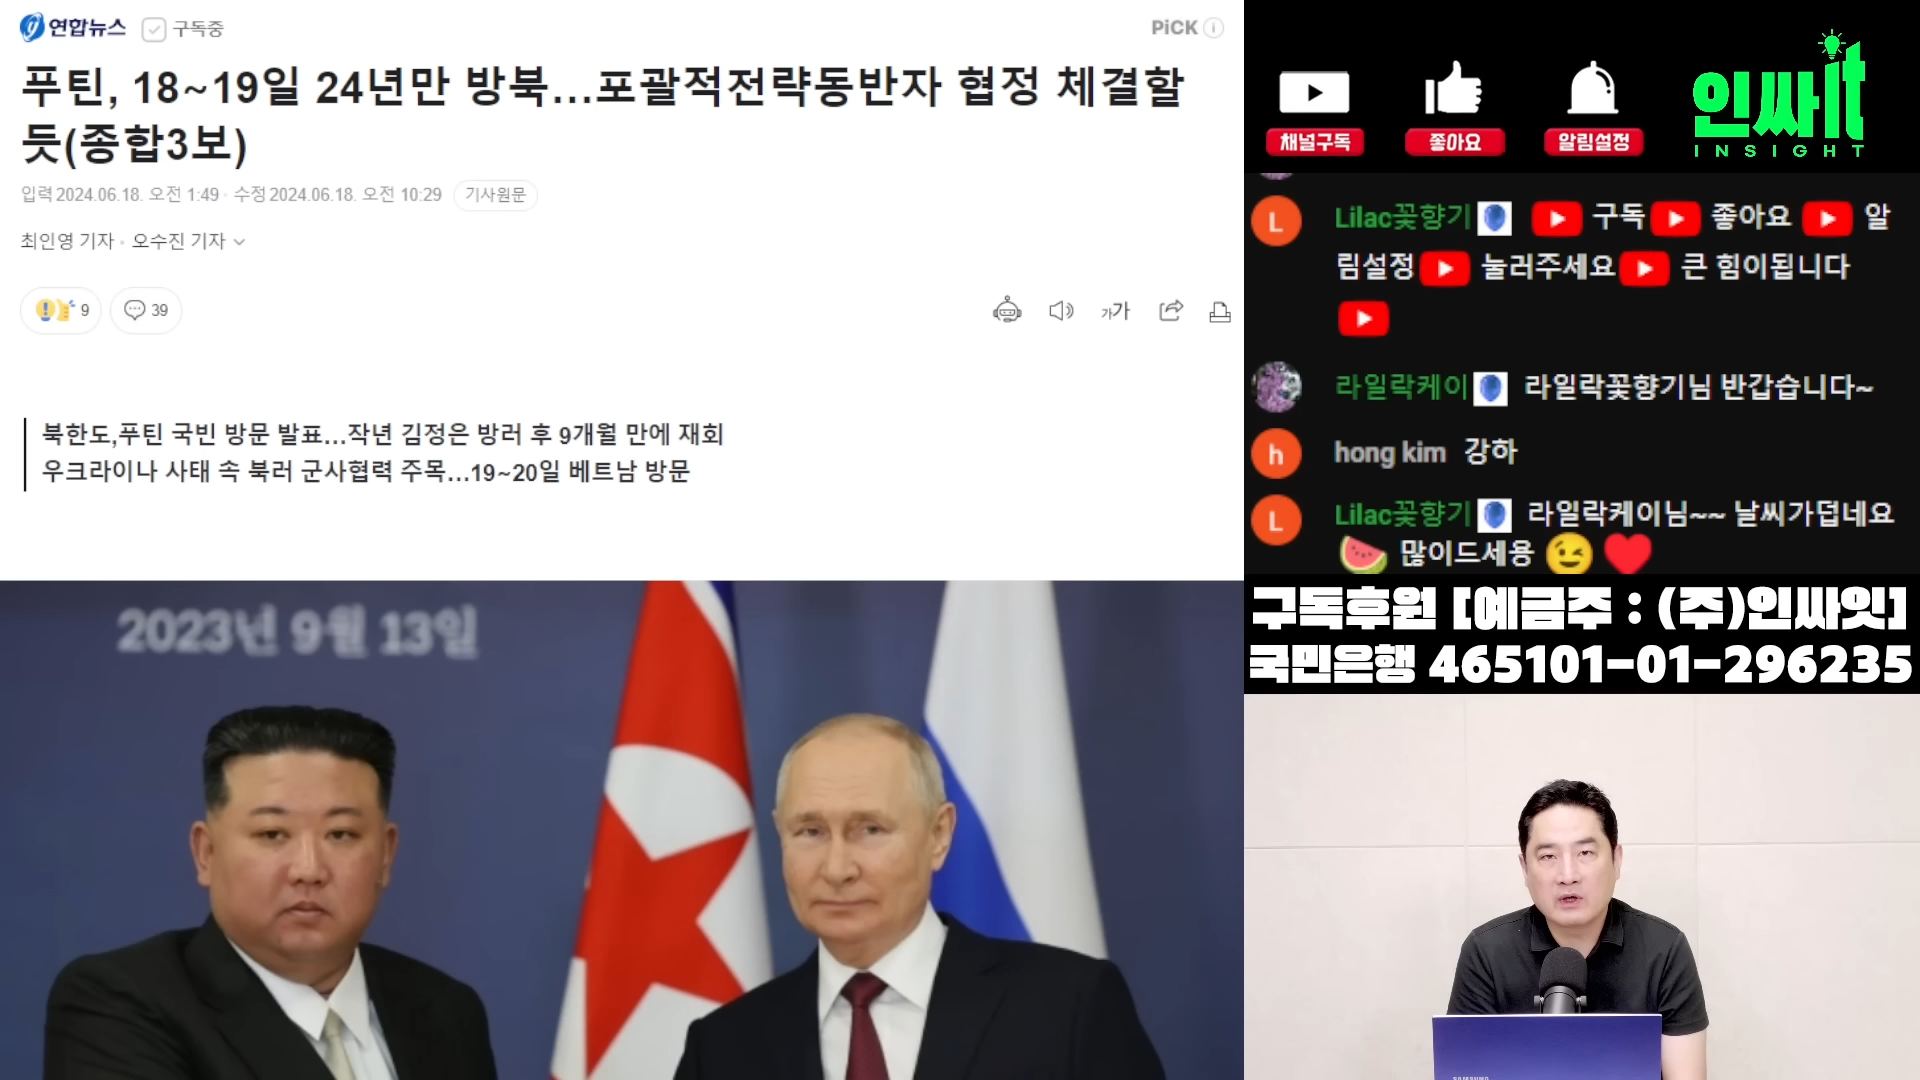 연합뉴스 구독중
PiCK
푸틴, 18~19일 24년만 방북…포괄적전략동반자 협정 체결할
듯(종합3보)
입력 2024.06.18. 오전 1:49 · 수정 2024.06.18. 오전 10:29 기사원문
최인영 기자 · 오수진 기자
9 39
가가
북한도,푸틴 국빈 방문 발표…작년 김정은 방러 후 9개월 만에 재회
우크라이나 사태 속 북러 군사협력 주목…19~20일 베트남 방문
2023년 9월 13일
채널구독 좋아요 알림설정
인싸it
INSIGHT
L Lilac꽃향기 구독 좋아요 알
림설정 눌러주세요 큰 힘이됩니다
라일락케이 라일락꽃향기님 반갑습니다~
h hong kim 강하
L Lilac꽃향기 라일락케이님~~ 날씨가덥네요
🍉 많이드세용 😉 ❤
구독후원 [예금주 : (주)인싸잇]
국민은행 465101-01-296235
SAMSUNG